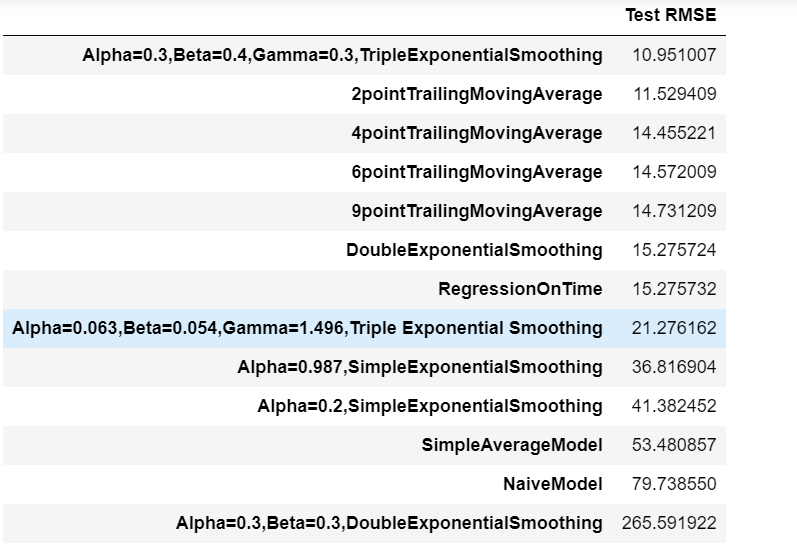 Test RMSE
Alpha=0.3,Beta=0.4,Gamma=0.3,TripleExponentialSmoothing 10.951007
2pointTrailingMovingAverage 11.529409
4pointTrailingMovingAverage 14.455221
6pointTrailingMovingAverage 14.572009
9pointTrailingMovingAverage 14.731209
DoubleExponentialSmoothing 15.275724
RegressionOnTime 15.275732
Alpha=0.063,Beta=0.054,Gamma=1.496,Triple Exponential Smoothing 21.276162
Alpha=0.987,SimpleExponentialSmoothing 36.816904
Alpha=0.2,SimpleExponentialSmoothing 41.382452
SimpleAverageModel 53.480857
NaiveModel 79.738550
Alpha=0.3,Beta=0.3,DoubleExponentialSmoothing 265.591922